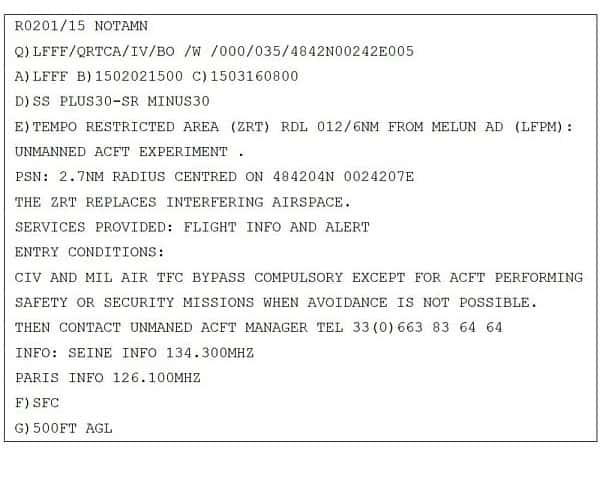 R0201/15 NOTAMN
Q)LFFF/QRTCA/IV/BO /W /000/035/4842N00242E005
A)LFFF B)1502021500 C)1503160800
D)SS PLUS30-SR MINUS30
E)TEMPO RESTRICTED AREA (ZRT) RDL 012/6NM FROM MELUN AD (LFPM):
UNMANNED ACFT EXPERIMENT .
PSN: 2.7NM RADIUS CENTRED ON 484204N 0024207E
THE ZRT REPLACES INTERFERING AIRSPACE.
SERVICES PROVIDED: FLIGHT INFO AND ALERT
ENTRY CONDITIONS:
CIV AND MIL AIR TFC BYPASS COMPULSORY EXCEPT FOR ACFT PERFORMING
SAFETY OR SECURITY MISSIONS WHEN AVOIDANCE IS NOT POSSIBLE.
THEN CONTACT UNMANED ACFT MANAGER TEL 33(0)663 83 64 64
INFO: SEINE INFO 134.300MHZ
PARIS INFO 126.100MHZ
F)SFC
G)500FT AGL